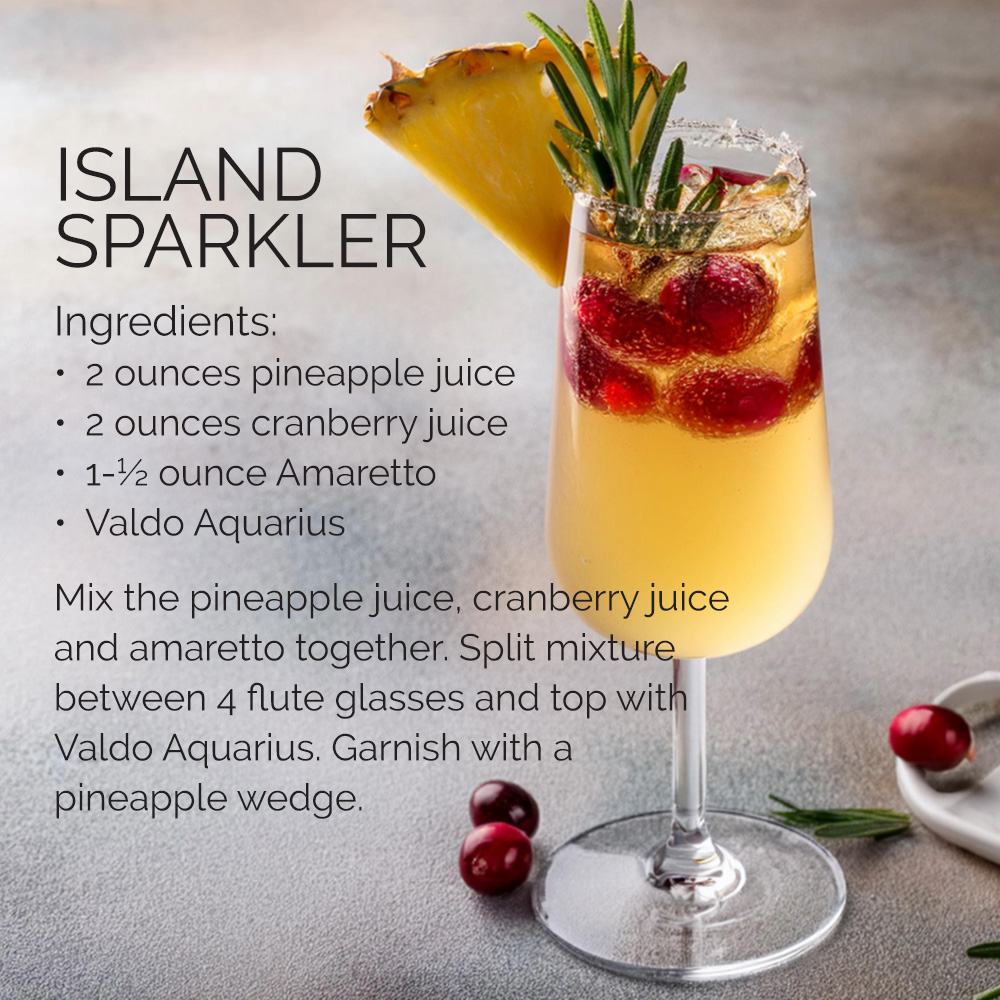 ISLAND
SPARKLER
Ingredients:
• 2 ounces pineapple juice
• 2 ounces cranberry juice
• 1-½ ounce Amaretto
• Valdo Aquarius
Mix the pineapple juice, cranberry juice
and amaretto together. Split mixture
between 4 flute glasses and top with
Valdo Aquarius. Garnish with a
pineapple wedge.